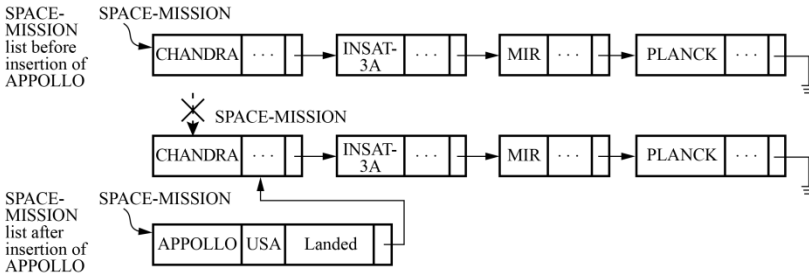 SPACE-
MISSION
list before
insertion of
APPOLLO
SPACE-MISSION
CHANDRA ... INSAT-
3A ... MIR ... PLANCK ...
SPACE-MISSION
CHANDRA ... INSAT-
3A ... MIR ... PLANCK ...
SPACE-
MISSION
list after
insertion of
APPOLLO
SPACE-MISSION
APPOLLO USA Landed